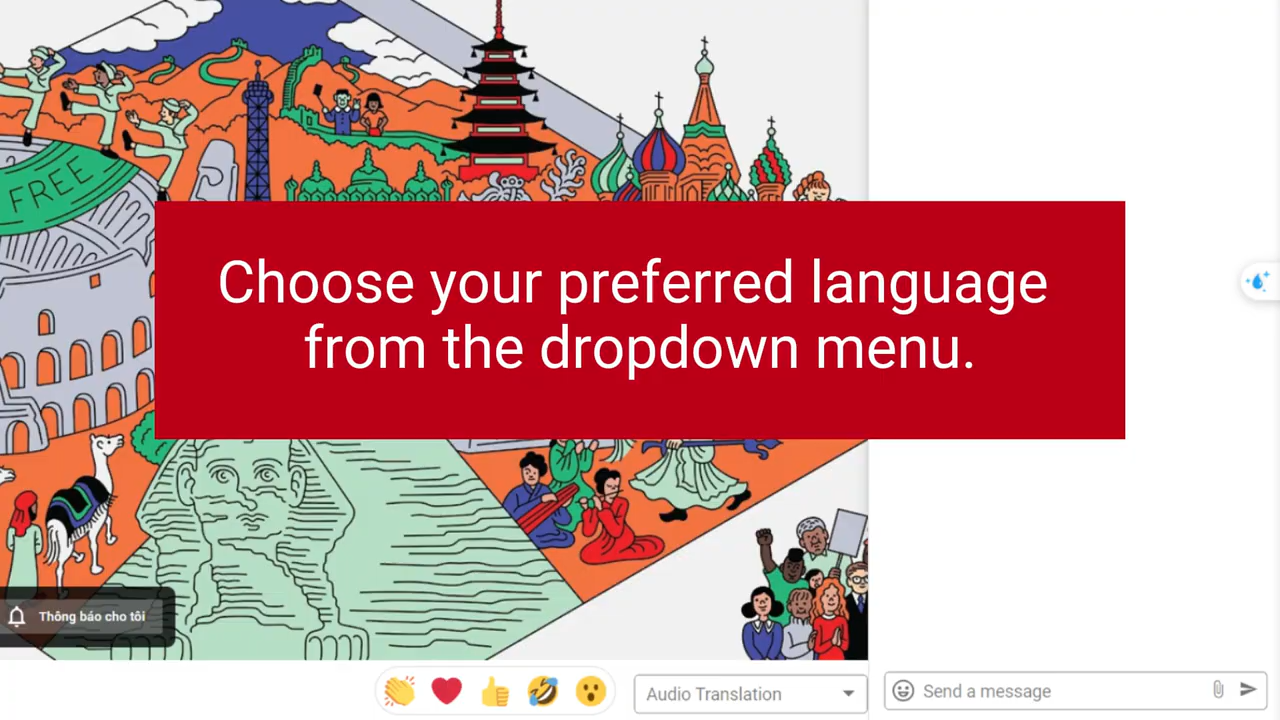 FREE
Choose your preferred language
from the dropdown menu.
Thông báo cho tôi
Audio Translation
Send a message